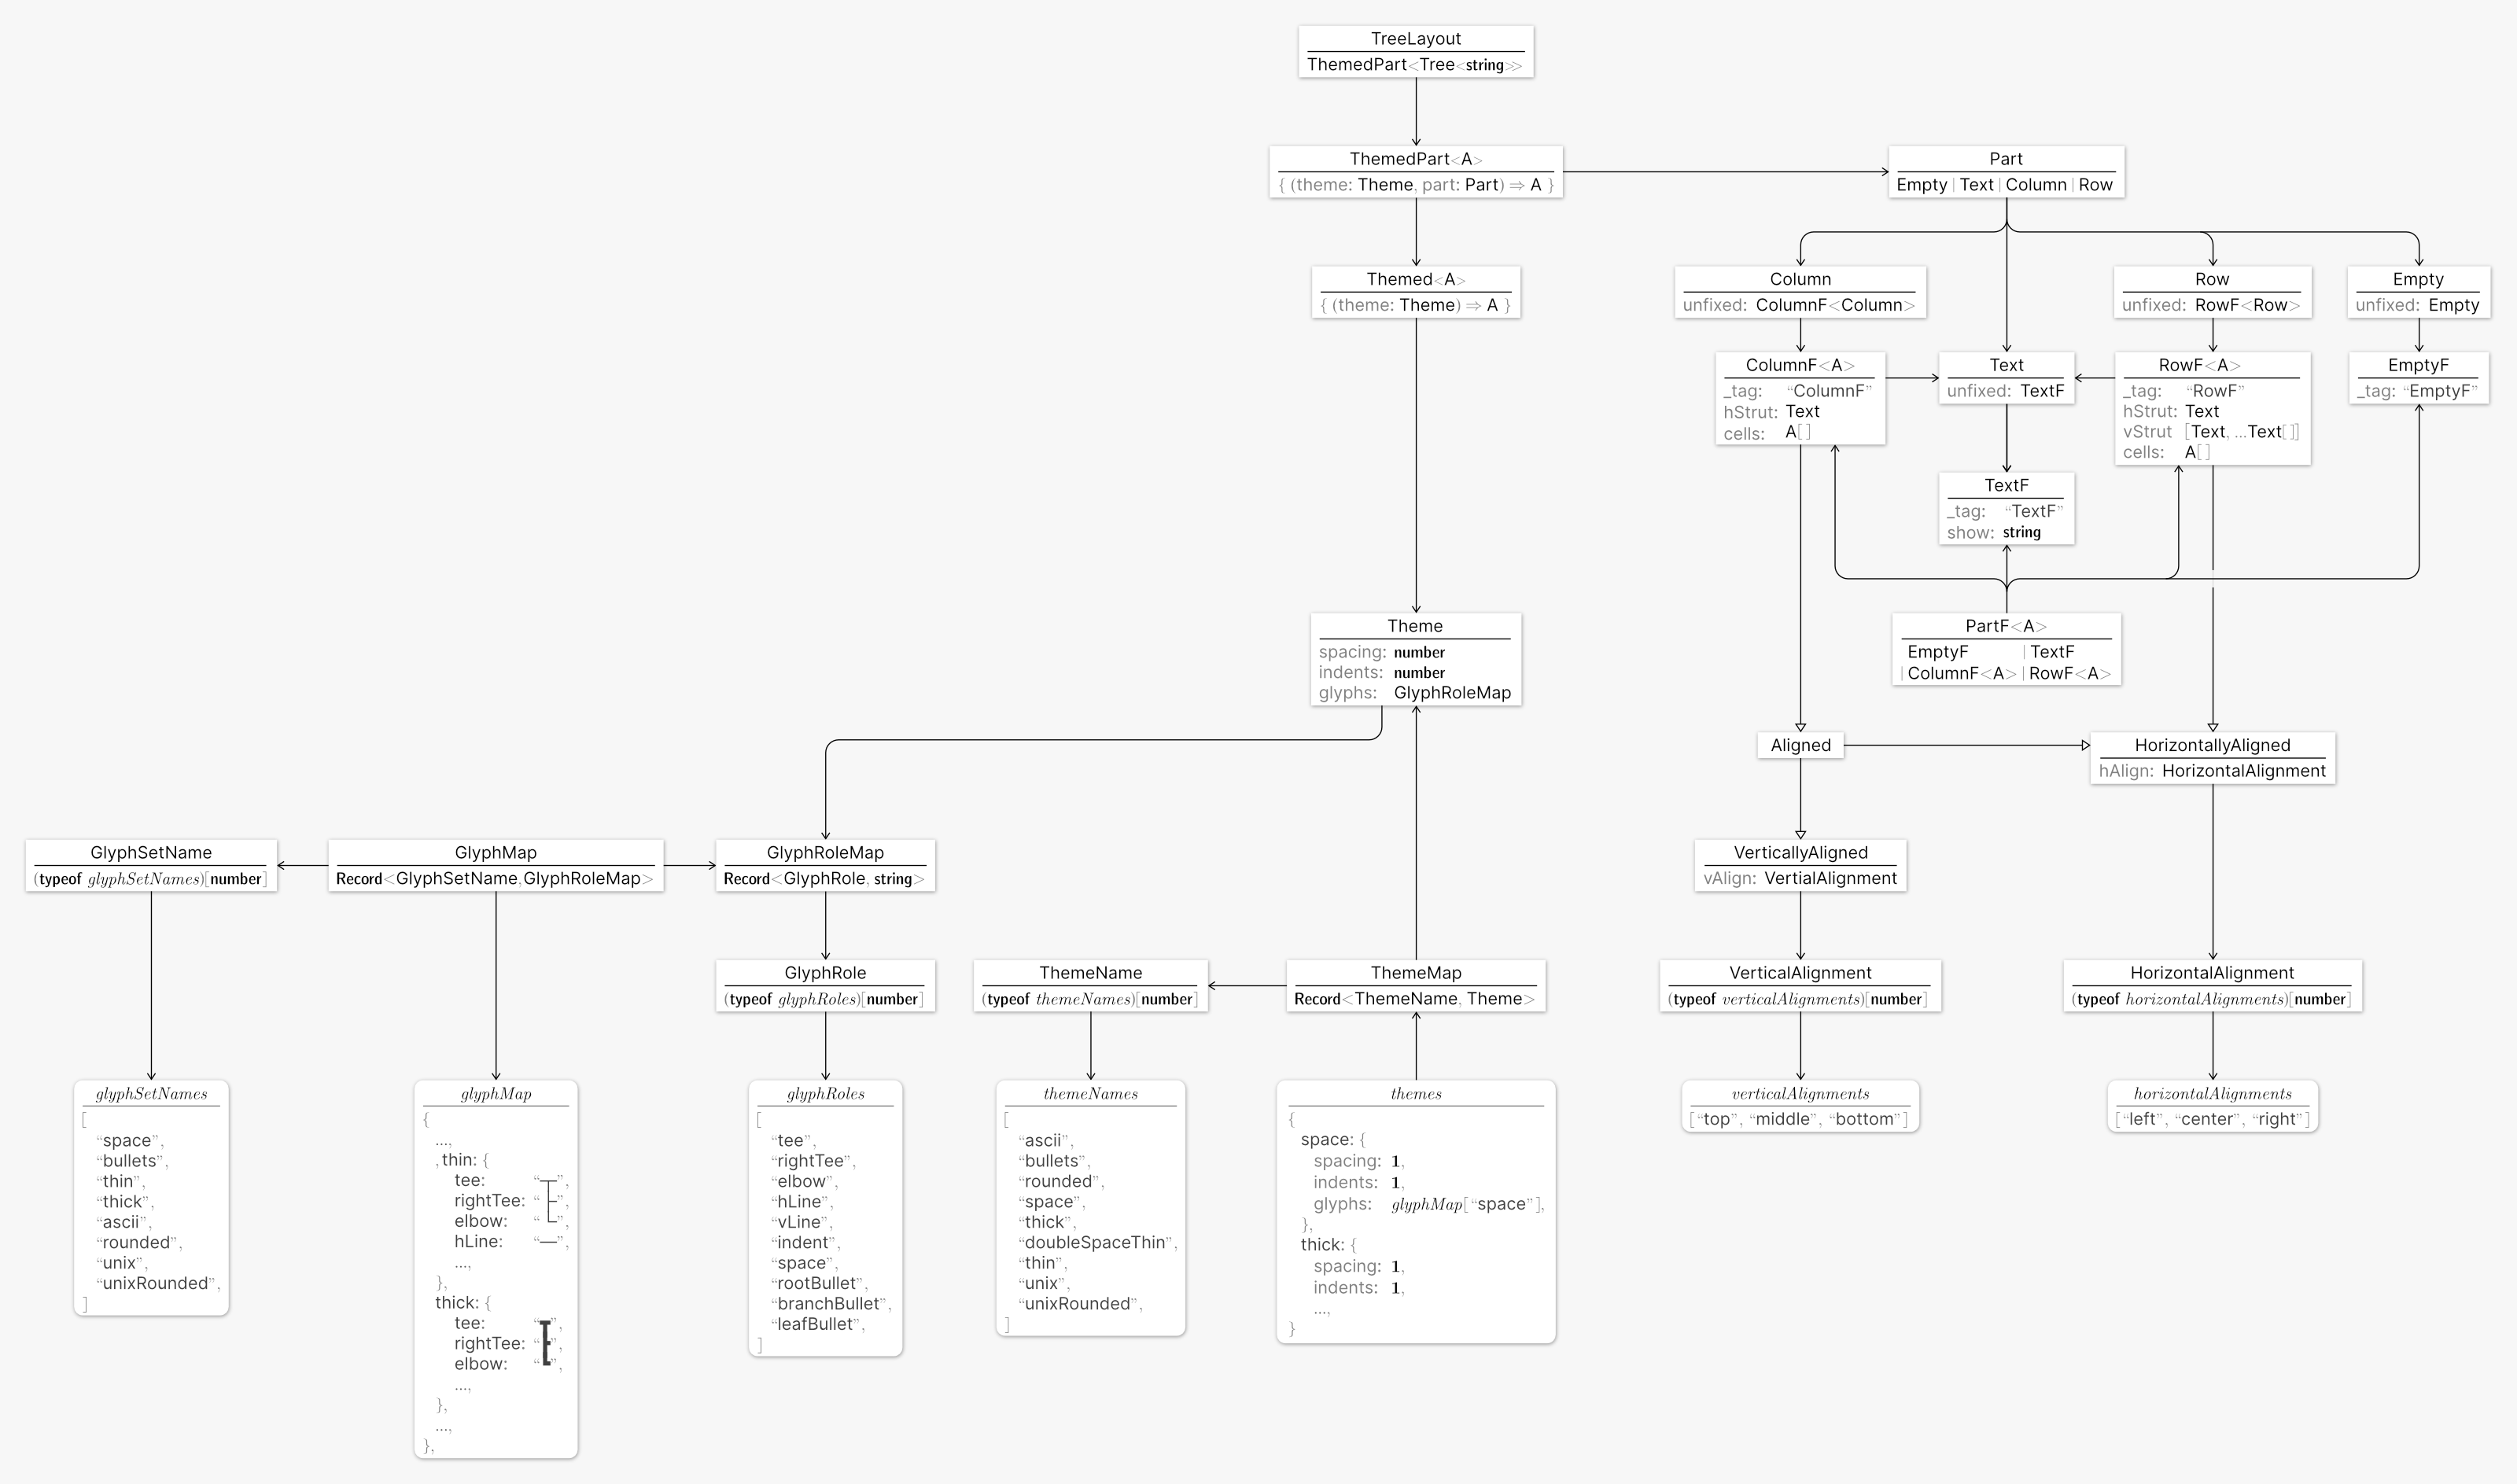 TreeLayout
ThemedPart<Tree<string>>
ThemedPart<A>
{ (theme: Theme, part: Part) ⇒ A }
Part
Empty | Text | Column | Row
Themed<A>
{ (theme: Theme) ⇒ A }
Column
unfixed: ColumnF<Column>
Row
unfixed: RowF<Row>
Empty
unfixed: Empty
ColumnF<A>
_tag: “ColumnF”
hStrut: Text
cells: A[]
Text
unfixed: TextF
RowF<A>
_tag: “RowF”
hStrut: Text
vStrut [Text, ...Text[]]
cells: A[]
EmptyF
_tag: “EmptyF”
TextF
_tag: “TextF”
show: string
Theme
spacing: number
indents: number
glyphs: GlyphRoleMap
PartF<A>
EmptyF | TextF
| ColumnF<A> | RowF<A>
Aligned
HorizontallyAligned
hAlign: HorizontalAlignment
GlyphSetName
(typeof glyphSetNames)[number]
GlyphMap
Record<GlyphSetName,GlyphRoleMap>
GlyphRoleMap
Record<GlyphRole, string>
VerticallyAligned
vAlign: VertialAlignment
GlyphRole
(typeof glyphRoles)[number]
ThemeName
(typeof themeNames)[number]
ThemeMap
Record<ThemeName, Theme>
VerticalAlignment
(typeof verticalAlignments)[number]
HorizontalAlignment
(typeof horizontalAlignments)[number]
glyphSetNames
[
“space”,
“bullets”,
“thin”,
“thick”,
“ascii”,
“rounded”,
“unix”,
“unixRounded”,
]
glyphMap
{
...,
, thin: {
tee: “┬”,
rightTee: “├”,
elbow: “└”,
hLine: “─”,
...,
},
thick: {
tee: “┳”,
rightTee: “┣”,
elbow: “┗”,
...,
},
...,
},
glyphRoles
[
“tee”,
“rightTee”,
“elbow”,
“hLine”,
“vLine”,
“indent”,
“space”,
“rootBullet”,
“branchBullet”,
“leafBullet”,
]
themeNames
[
“ascii”,
“bullets”,
“rounded”,
“space”,
“thick”,
“doubleSpaceThin”,
“thin”,
“unix”,
“unixRounded”,
]
themes
{
space: {
spacing: 1,
indents: 1,
glyphs: glyphMap[“space”],
},
thick: {
spacing: 1,
indents: 1,
...,
}
verticalAlignments
[“top”, “middle”, “bottom”]
horizontalAlignments
[“left”, “center”, “right”]